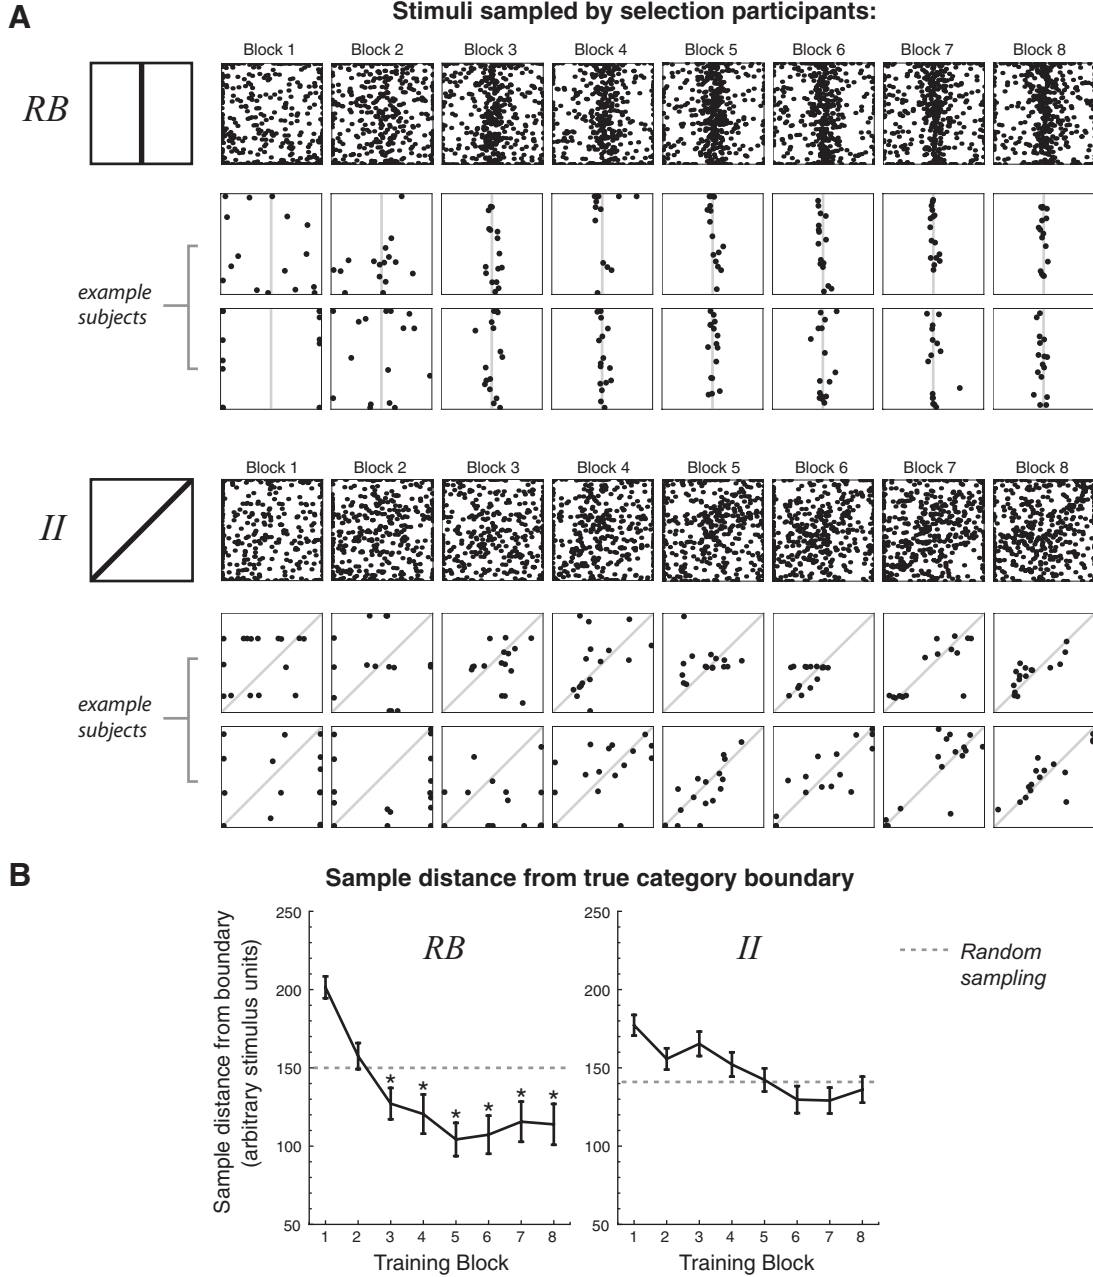 A
Stimuli sampled by selection participants:
Block 1 Block 2 Block 3 Block 4 Block 5 Block 6 Block 7 Block 8
RB
example
subjects
Block 1 Block 2 Block 3 Block 4 Block 5 Block 6 Block 7 Block 8
II
example
subjects
B
Sample distance from true category boundary
Sample distance from boundary
(arbitrary stimulus units)
250
200
150
100
50
RB
* * * * * *
1 2 3 4 5 6 7 8
Training Block
250
200
150
100
50
II
1 2 3 4 5 6 7 8
Training Block
Random
sampling